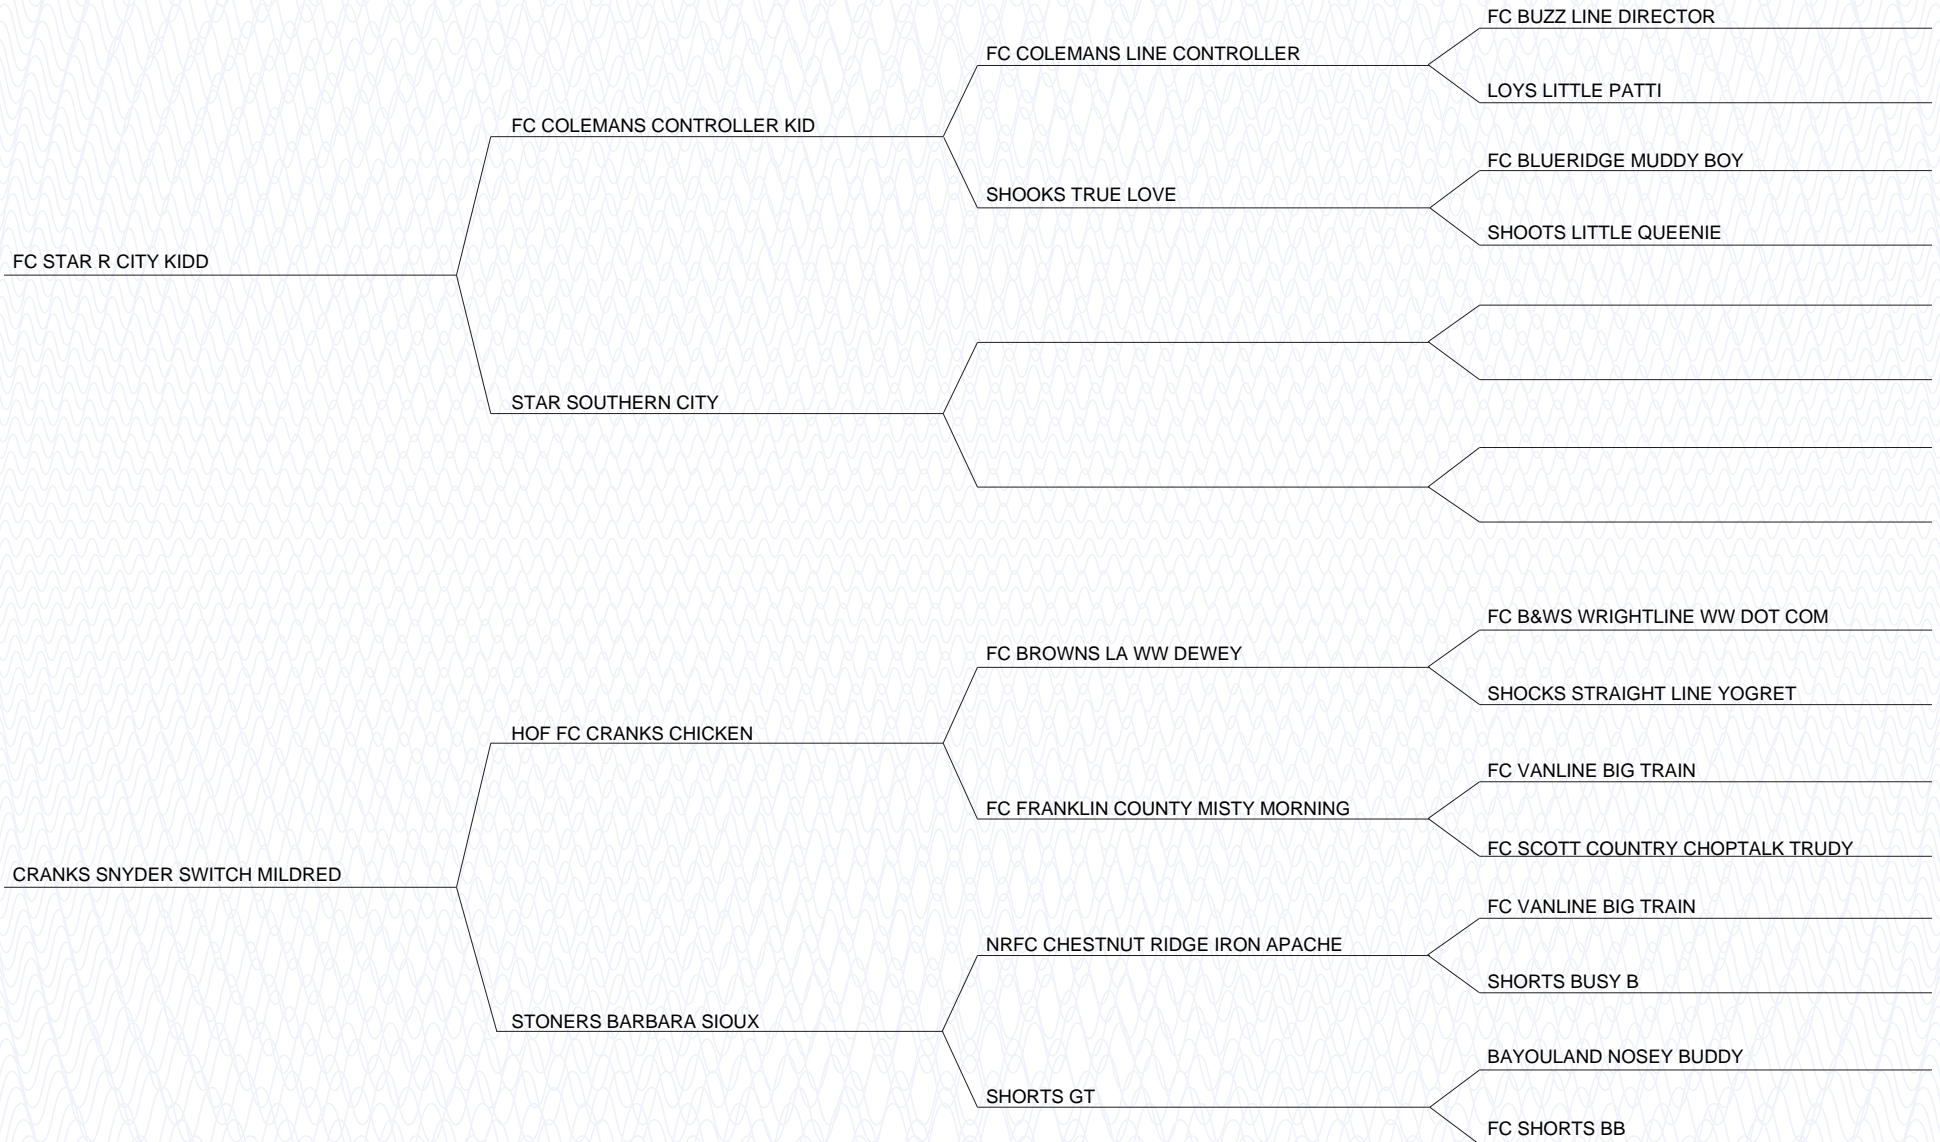 FC BUZZ LINE DIRECTOR
FC COLEMANS LINE CONTROLLER
LOYS LITTLE PATTI
FC COLEMANS CONTROLLER KID
FC BLUERIDGE MUDDY BOY
SHOOKS TRUE LOVE
SHOOTS LITTLE QUEENIE
FC STAR R CITY KIDD
STAR SOUTHERN CITY
FC B&WS WRIGHTLINE WW DOT COM
FC BROWNS LA WW DEWEY
SHOCKS STRAIGHT LINE YOGRET
HOF FC CRANKS CHICKEN
FC VANLINE BIG TRAIN
FC FRANKLIN COUNTY MISTY MORNING
FC SCOTT COUNTRY CHOPTALK TRUDY
CRANKS SNYDER SWITCH MILDRED
FC VANLINE BIG TRAIN
NRFC CHESTNUT RIDGE IRON APACHE
SHORTS BUSY B
STONERS BARBARA SIOUX
BAYOULAND NOSEY BUDDY
SHORTS GT
FC SHORTS BB